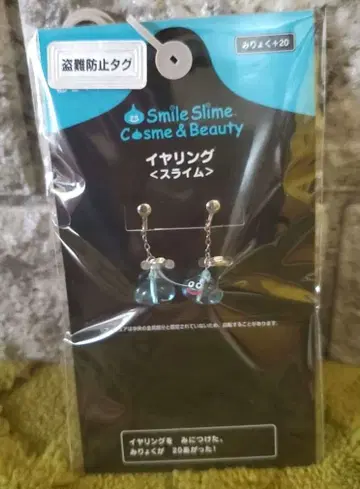 盗難防止タグ
みりょく+20
Smile Slime
Cosme & Beauty
イヤリング
<スライム>
イヤリングを みにつけた。
みりょくが 20あがった!